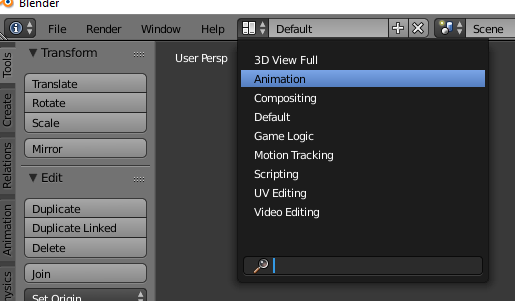 Blender
File Render Window Help Default Scene
Tools
Create
Relations
Animation
Transform
Translate
Rotate
Scale
Mirror
Edit
Duplicate
Duplicate Linked
Delete
Join
Set Origin
User Persp
3D View Full
Animation
Compositing
Default
Game Logic
Motion Tracking
Scripting
UV Editing
Video Editing